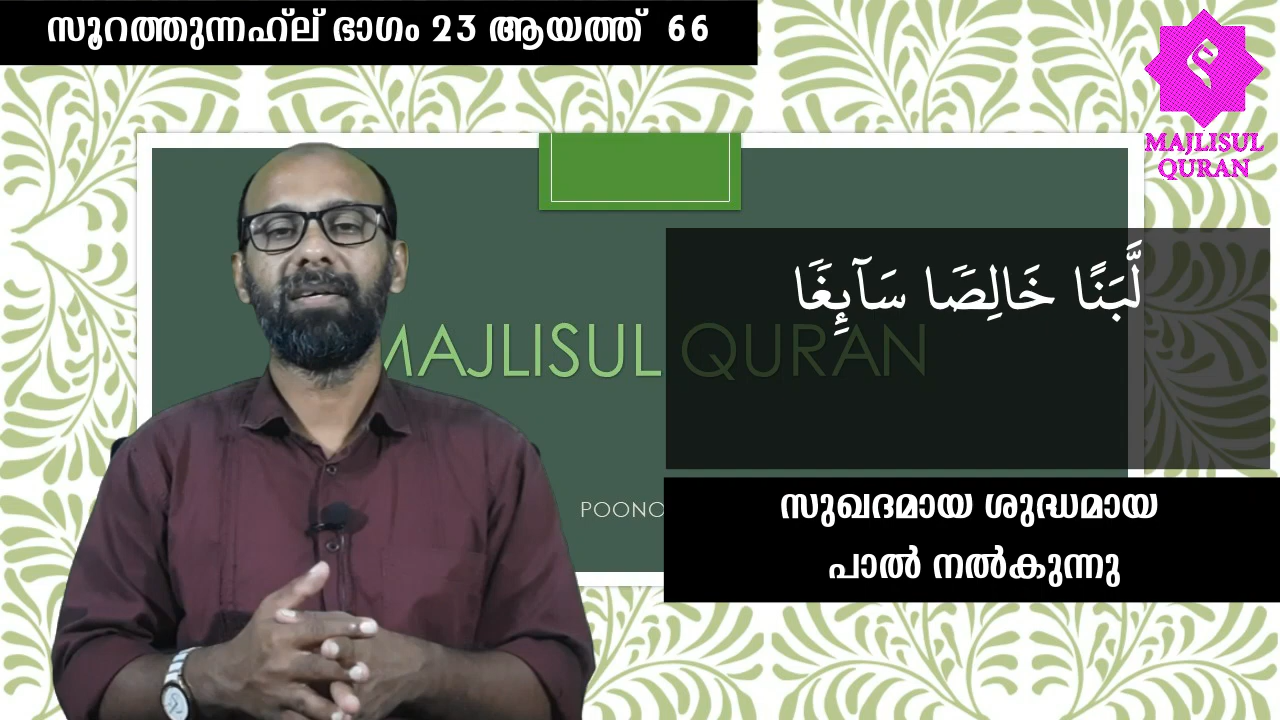 സൂറത്തുന്നഹ്ല് ഭാഗം 23 ആയത്ത് 66
MAJLISUL
QURAN
لَّبَنًا خَالِصًا سَآئِغًا
MAJLISUL QURAN
POONO
സുഖദമായ ശുദ്ധമായ
പാൽ നൽകുന്നു